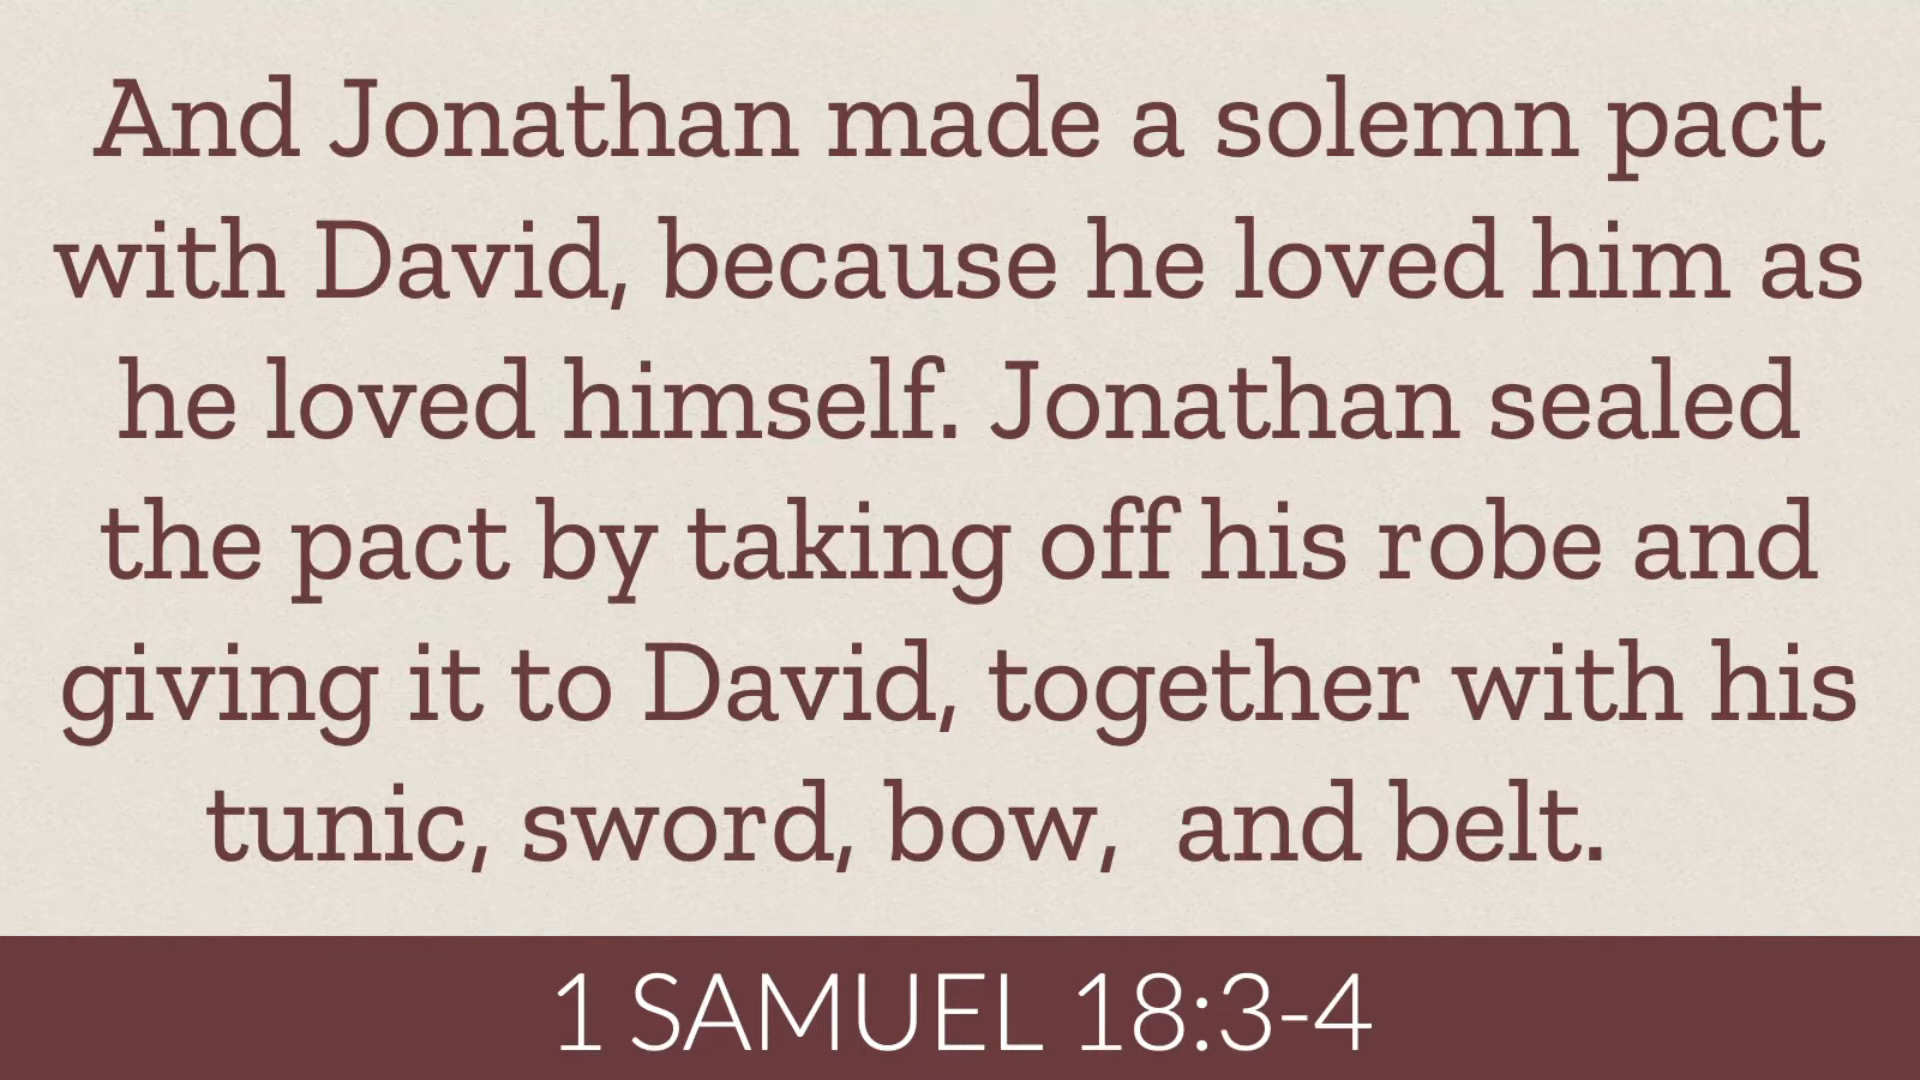 And Jonathan made a solemn pact
with David, because he loved him as
he loved himself. Jonathan sealed
the pact by taking off his robe and
giving it to David, together with his
tunic, sword, bow,  and belt.
1 SAMUEL 18:3-4